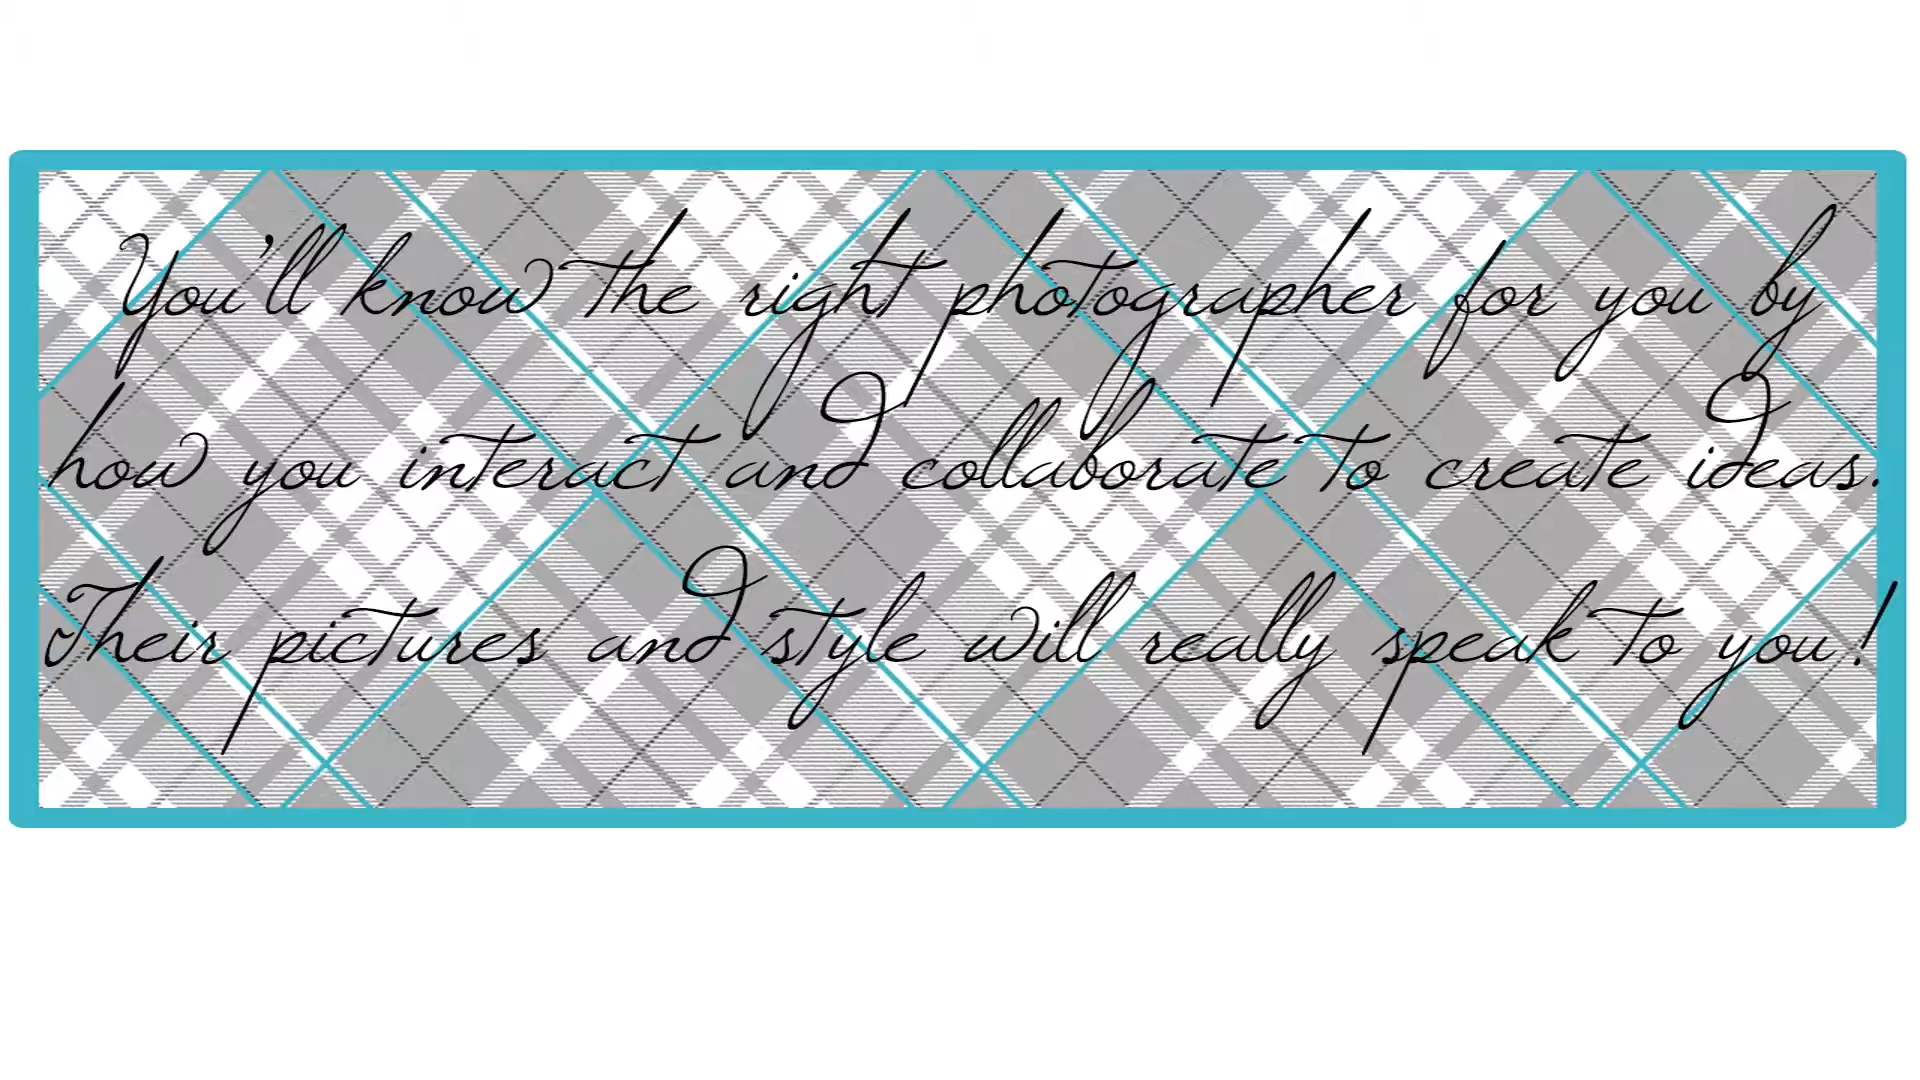 You'll know the right photographer for you by
how you interact and collaborate to create ideas.
Their pictures and style will really speak to you!